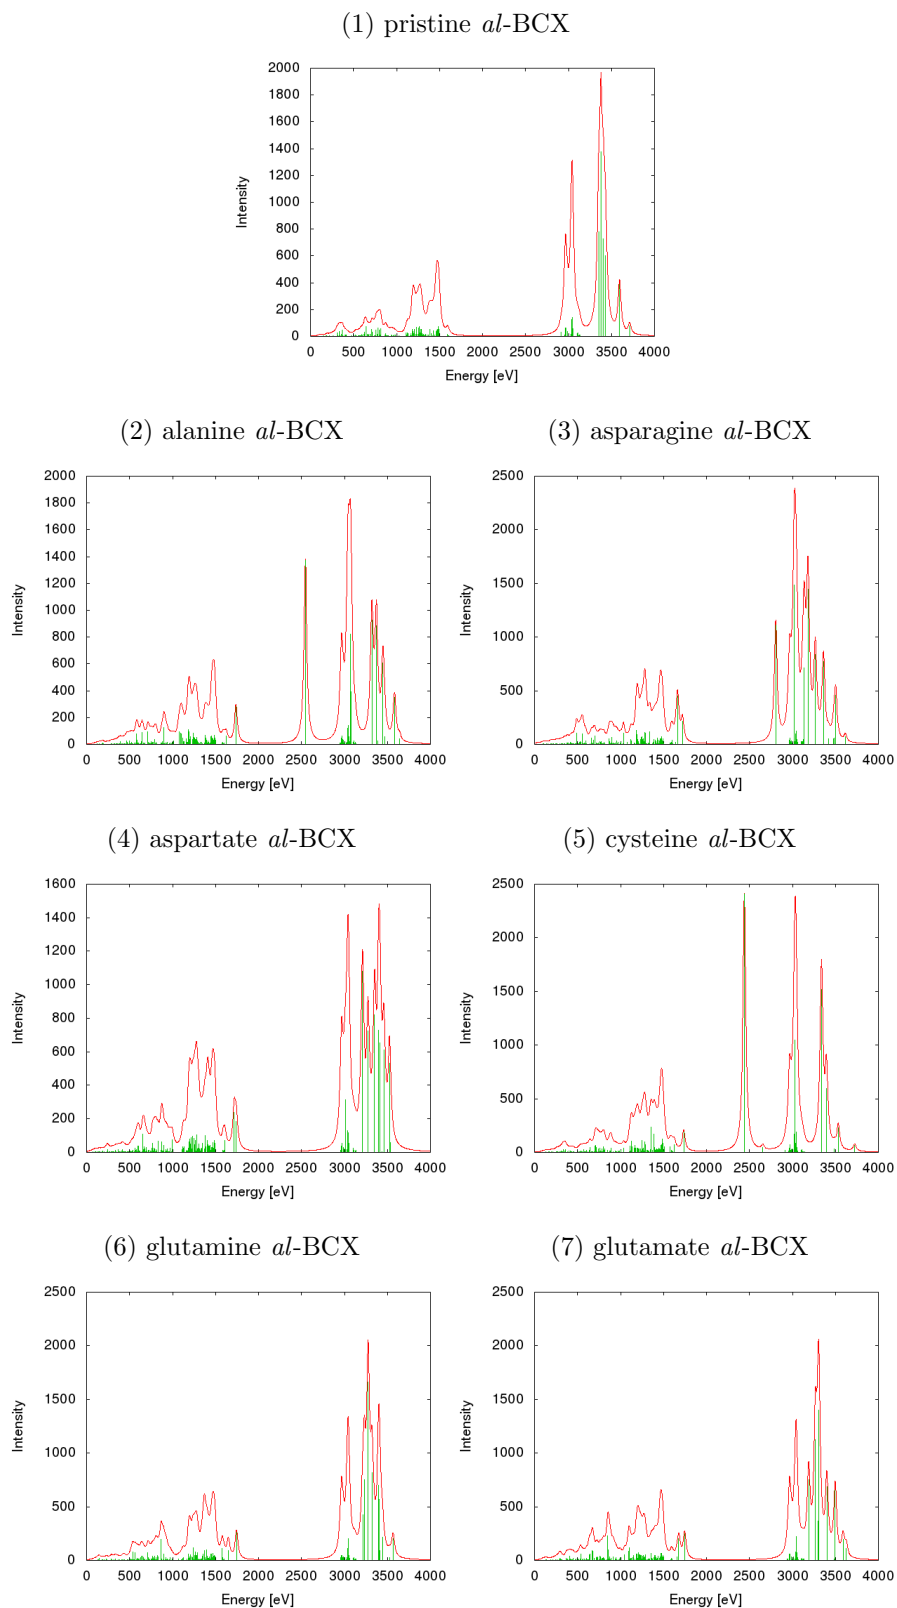 (1) pristine al-BCX
2000
1800
1600
1400
1200
1000
800
600
400
200
0
Intensity
0 500 1000 1500 2000 2500 3000 3500 4000
Energy [eV]
(2) alanine al-BCX
2000
1800
1600
1400
1200
1000
800
600
400
200
0
Intensity
0 500 1000 1500 2000 2500 3000 3500 4000
Energy [eV]
(3) asparagine al-BCX
2500
2000
1500
1000
500
0
Intensity
0 500 1000 1500 2000 2500 3000 3500 4000
Energy [eV]
(4) aspartate al-BCX
1600
1400
1200
1000
800
600
400
200
0
Intensity
0 500 1000 1500 2000 2500 3000 3500 4000
Energy [eV]
(5) cysteine al-BCX
2500
2000
1500
1000
500
0
Intensity
0 500 1000 1500 2000 2500 3000 3500 4000
Energy [eV]
(6) glutamine al-BCX
2500
2000
1500
1000
500
0
Intensity
0 500 1000 1500 2000 2500 3000 3500 4000
Energy [eV]
(7) glutamate al-BCX
2500
2000
1500
1000
500
0
Intensity
0 500 1000 1500 2000 2500 3000 3500 4000
Energy [eV]